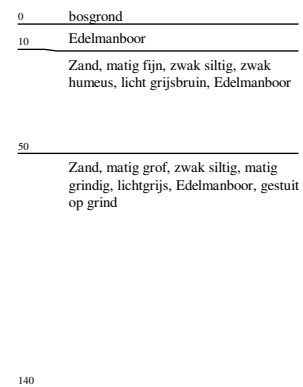 0 bosgrond
10 Edelmanboor
Zand, matig fijn, zwak siltig, zwak
humeus, licht grijsbruin, Edelmanboor
50
Zand, matig grof, zwak siltig, matig
grindig, lichtgrijs, Edelmanboor, gestuit
op grind
140